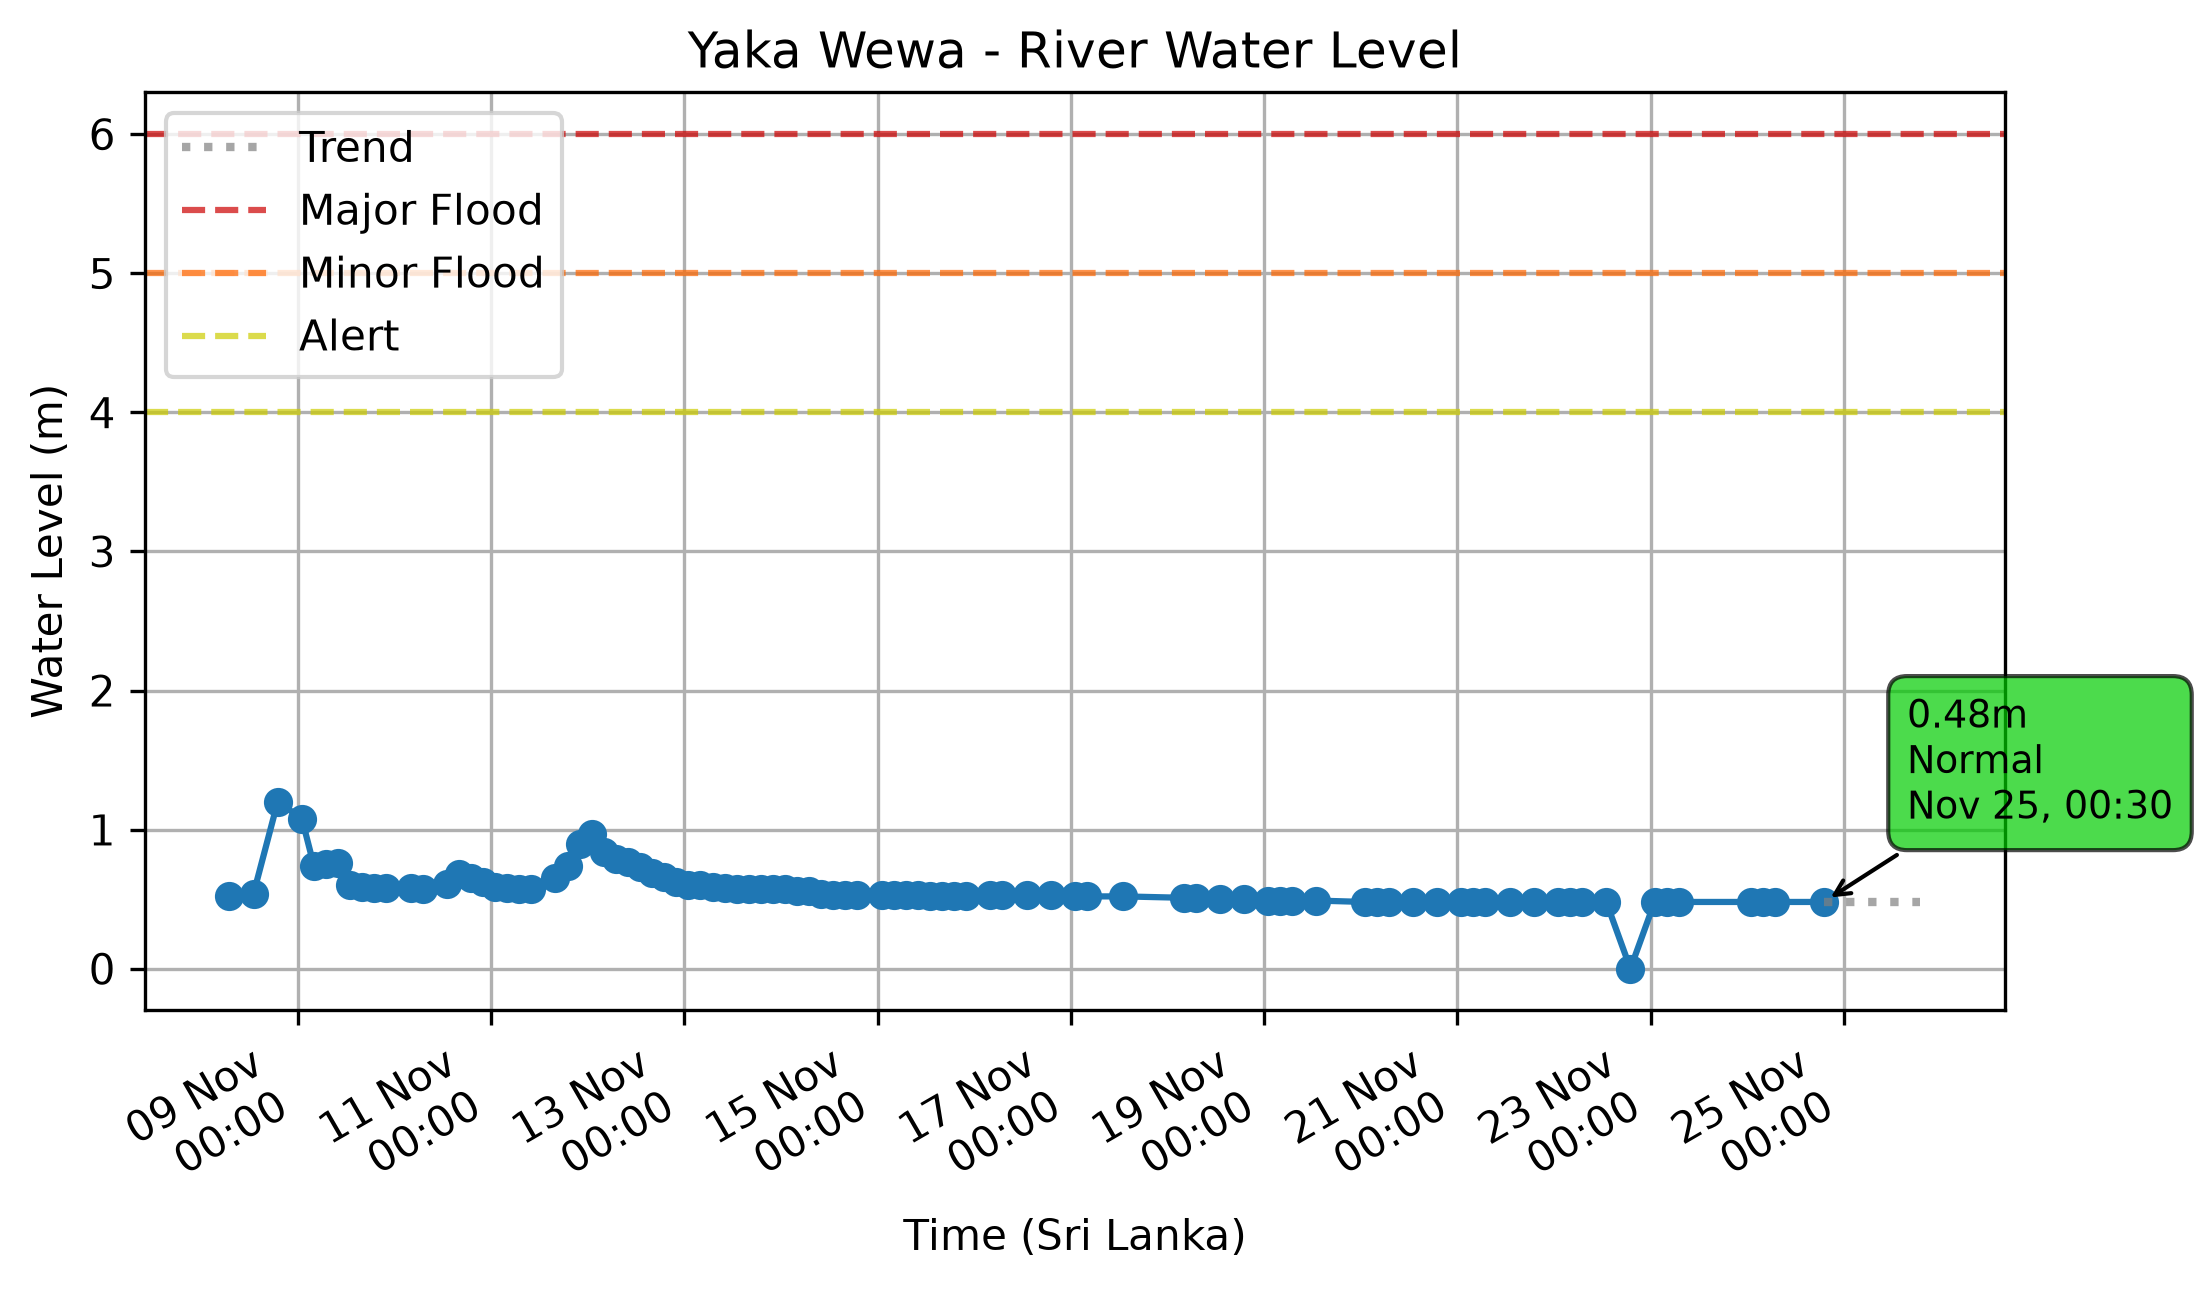 Yaka Wewa - River Water Level
Trend
Major Flood
Minor Flood
Alert
Water Level (m)
6
5
4
3
2
1
0
0.48m
Normal
Nov 25, 00:30
09 Nov
00:00
11 Nov
00:00
13 Nov
00:00
15 Nov
00:00
17 Nov
00:00
19 Nov
00:00
21 Nov
00:00
23 Nov
00:00
25 Nov
00:00
Time (Sri Lanka)